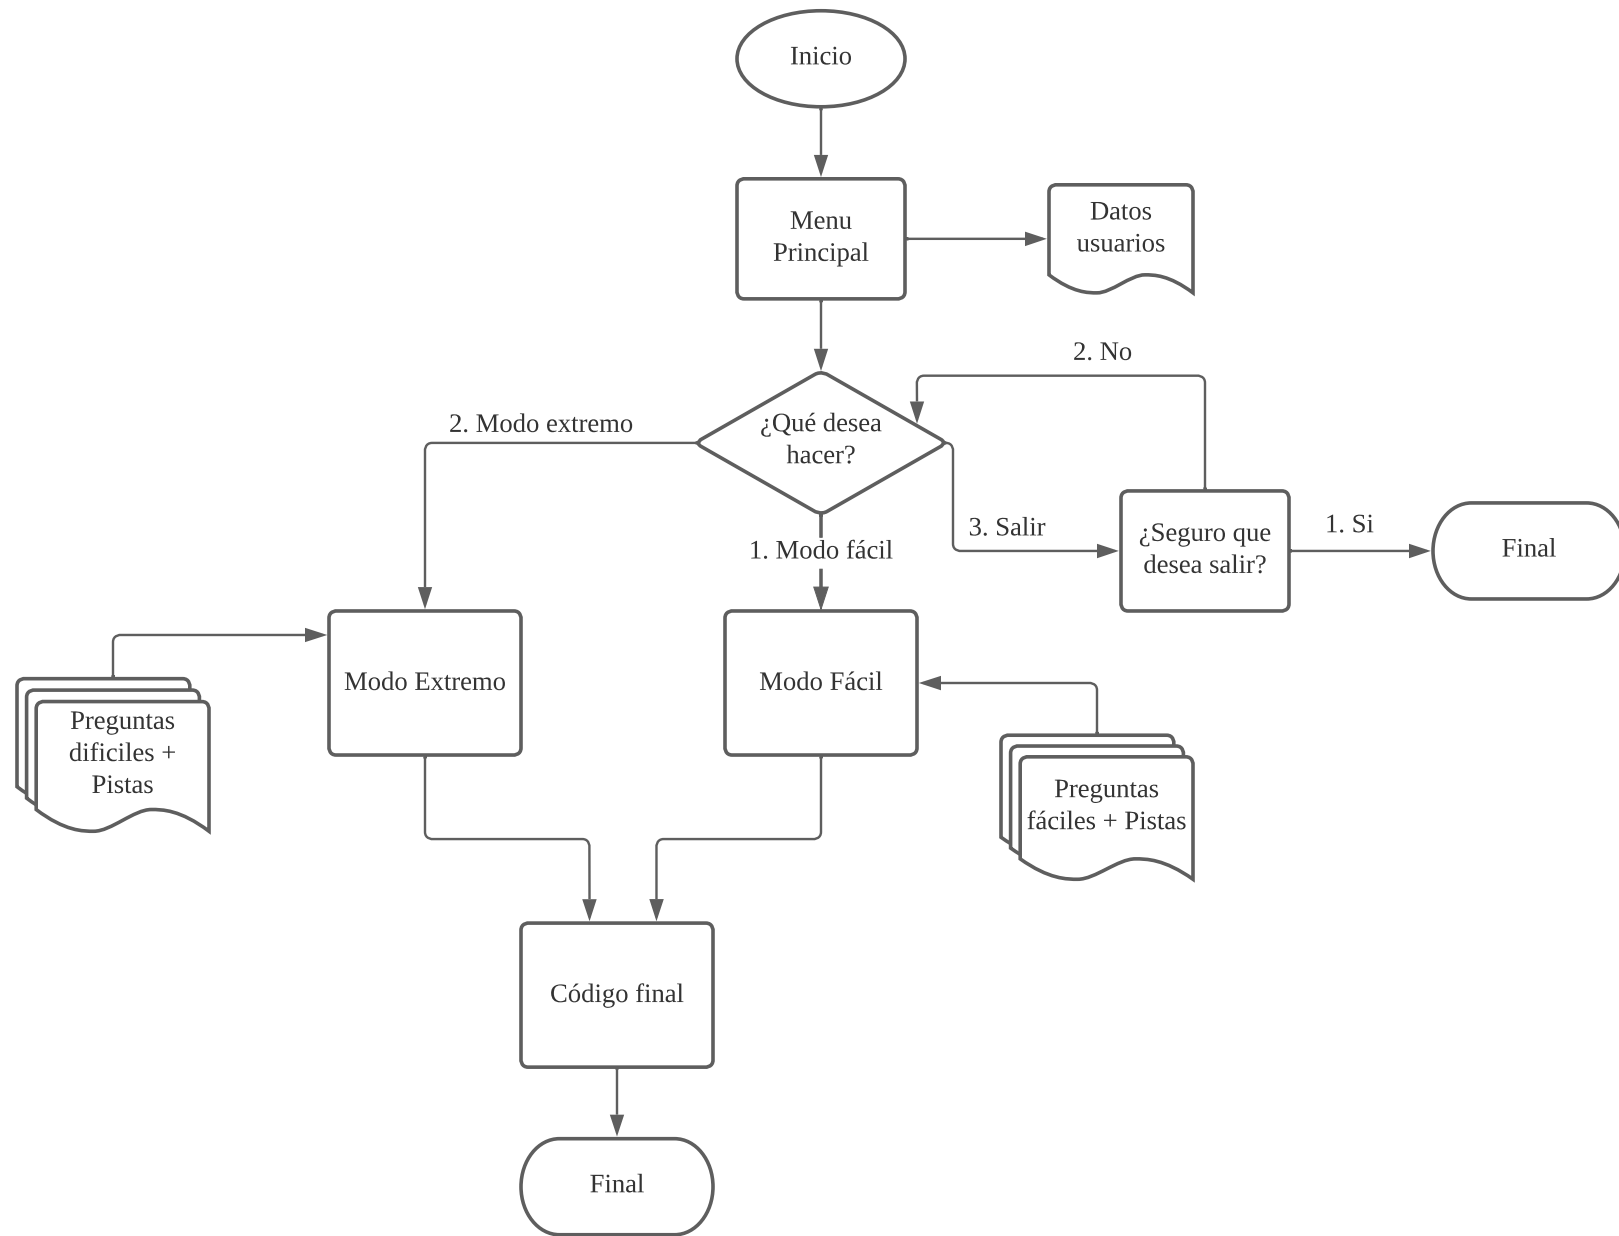 Inicio
Menu
Principal
Datos
usuarios
2. No
2. Modo extremo
¿Qué desea
hacer?
3. Salir
¿Seguro que
desea salir?
1. Si
Final
1. Modo fácil
Modo Extremo
Modo Fácil
Preguntas
dificiles +
Pistas
Preguntas
fáciles + Pistas
Código final
Final